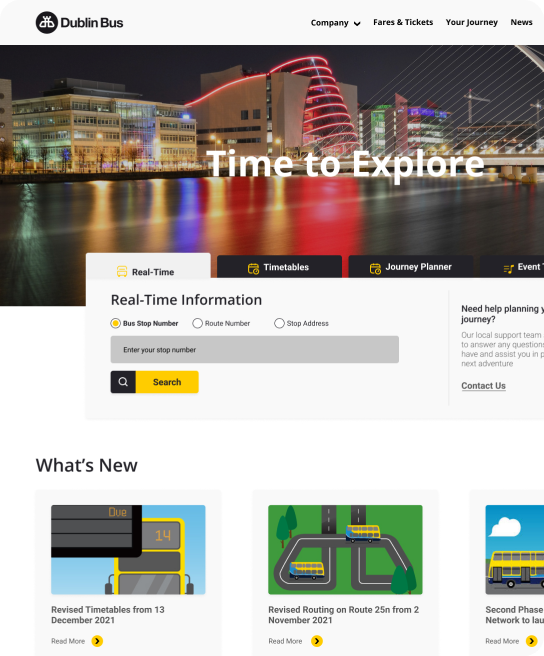 Dublin Bus
Company
Fares & Tickets
Your Journey
News
Time to Explore
Real-Time
Timetables
Journey Planner
Event
Real-Time Information
Bus Stop Number
Route Number
Stop Address
Enter your stop number
Search
Need help planning
journey?
Our local support team
to answer any questions
have and assist you in
next adventure
Contact Us
What's New
Due
14
Revised Timetables from 13
December 2021
Read More
Revised Routing on Route 25n from 2
November 2021
Read More
Second Phase
Network to
Read More